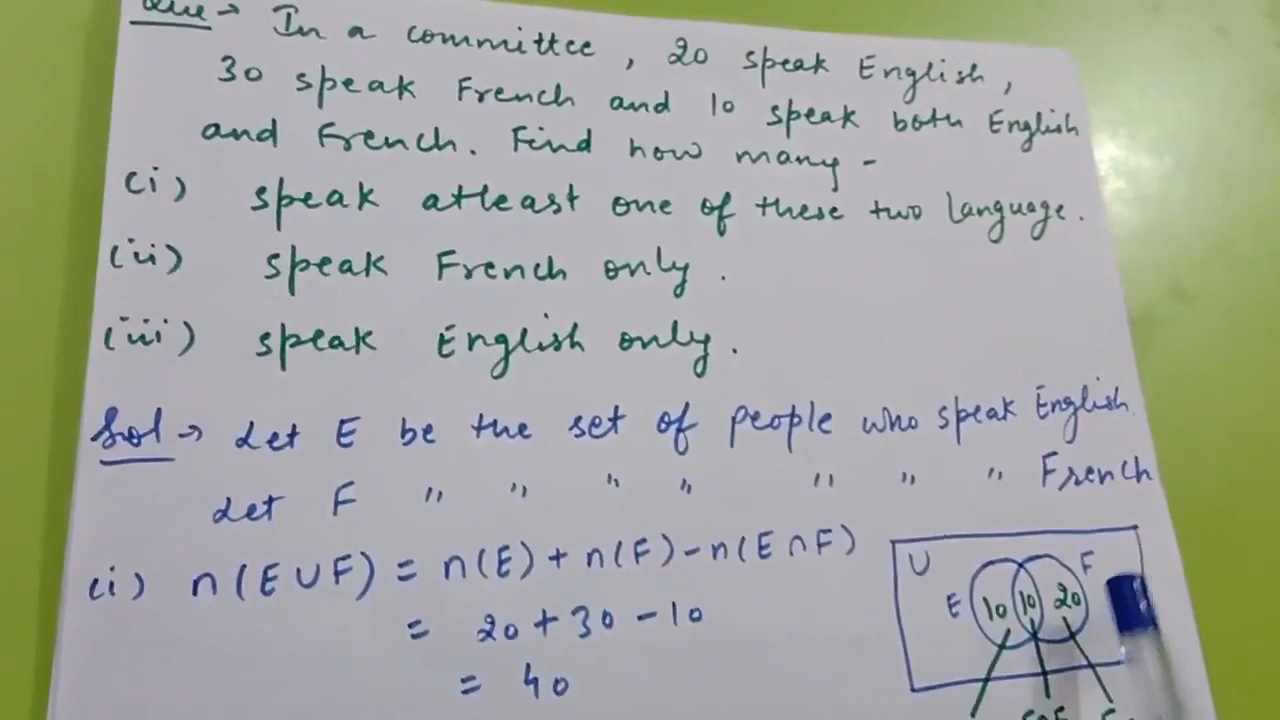 Que → In a committee, 20 speak English,
30 speak French and 10 speak both English
and French. Find how many -
(i) speak atleast one of these two language.
(ii) speak French only.
(iii) speak English only.
Sol → Let E be the set of people who speak English
Let F " " " " " " " French
(i) n(E∪F) = n(E) + n(F) - n(E∩F)
= 20 + 30 - 10
= 40
U
E 10 10 20 F